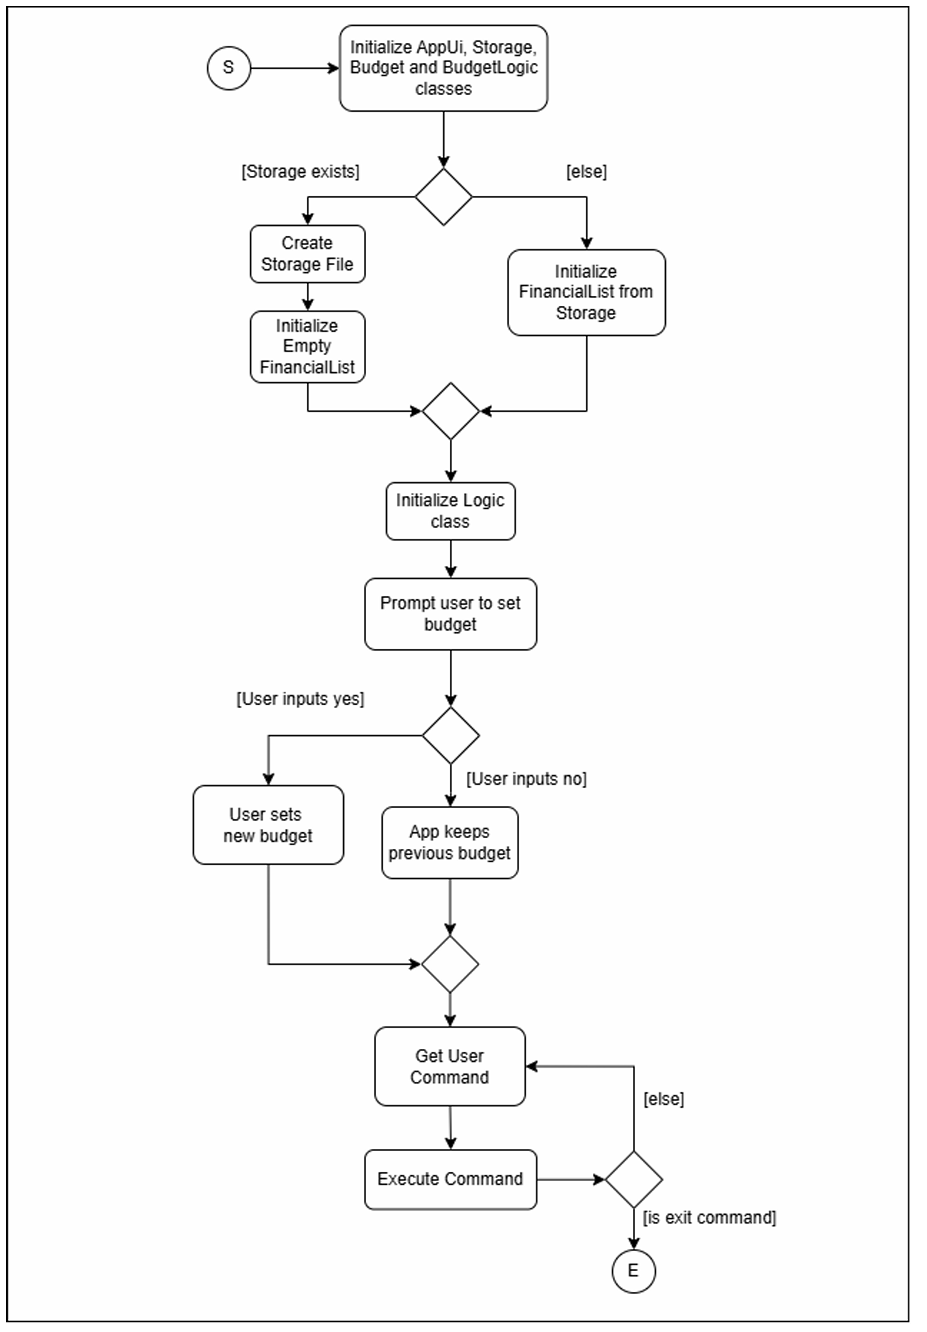 S
Initialize AppUi, Storage,
Budget and BudgetLogic
classes
[Storage exists]
[else]
Create
Storage File
Initialize
FinancialList from
Storage
Initialize
Empty
FinancialList
Initialize Logic
class
Prompt user to set
budget
[User inputs yes]
[User inputs no]
User sets
new budget
App keeps
previous budget
Get User
Command
[else]
Execute Command
[is exit command]
E